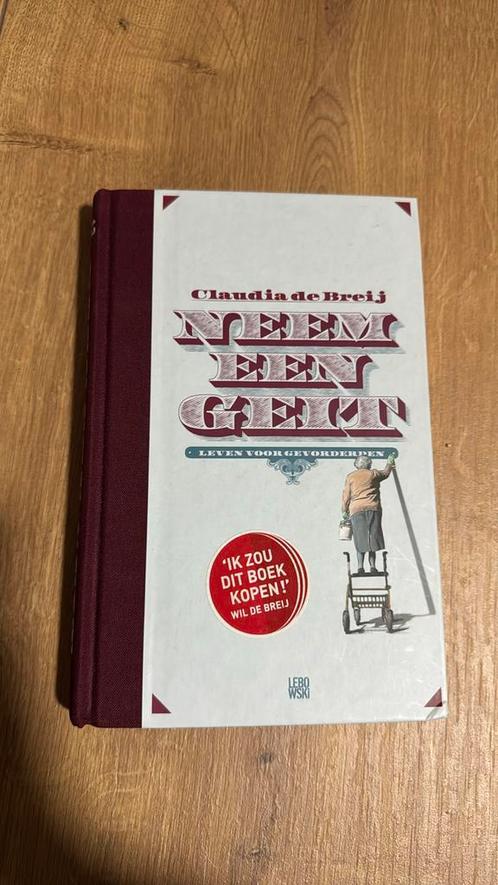 Claudia de Breij
NEEM
EEN
GEIT
LEVEN VOOR GEVORDERDEN
'IK ZOU
DIT BOEK
KOPEN!'
WIL DE BREIJ
LEBO
WSKI